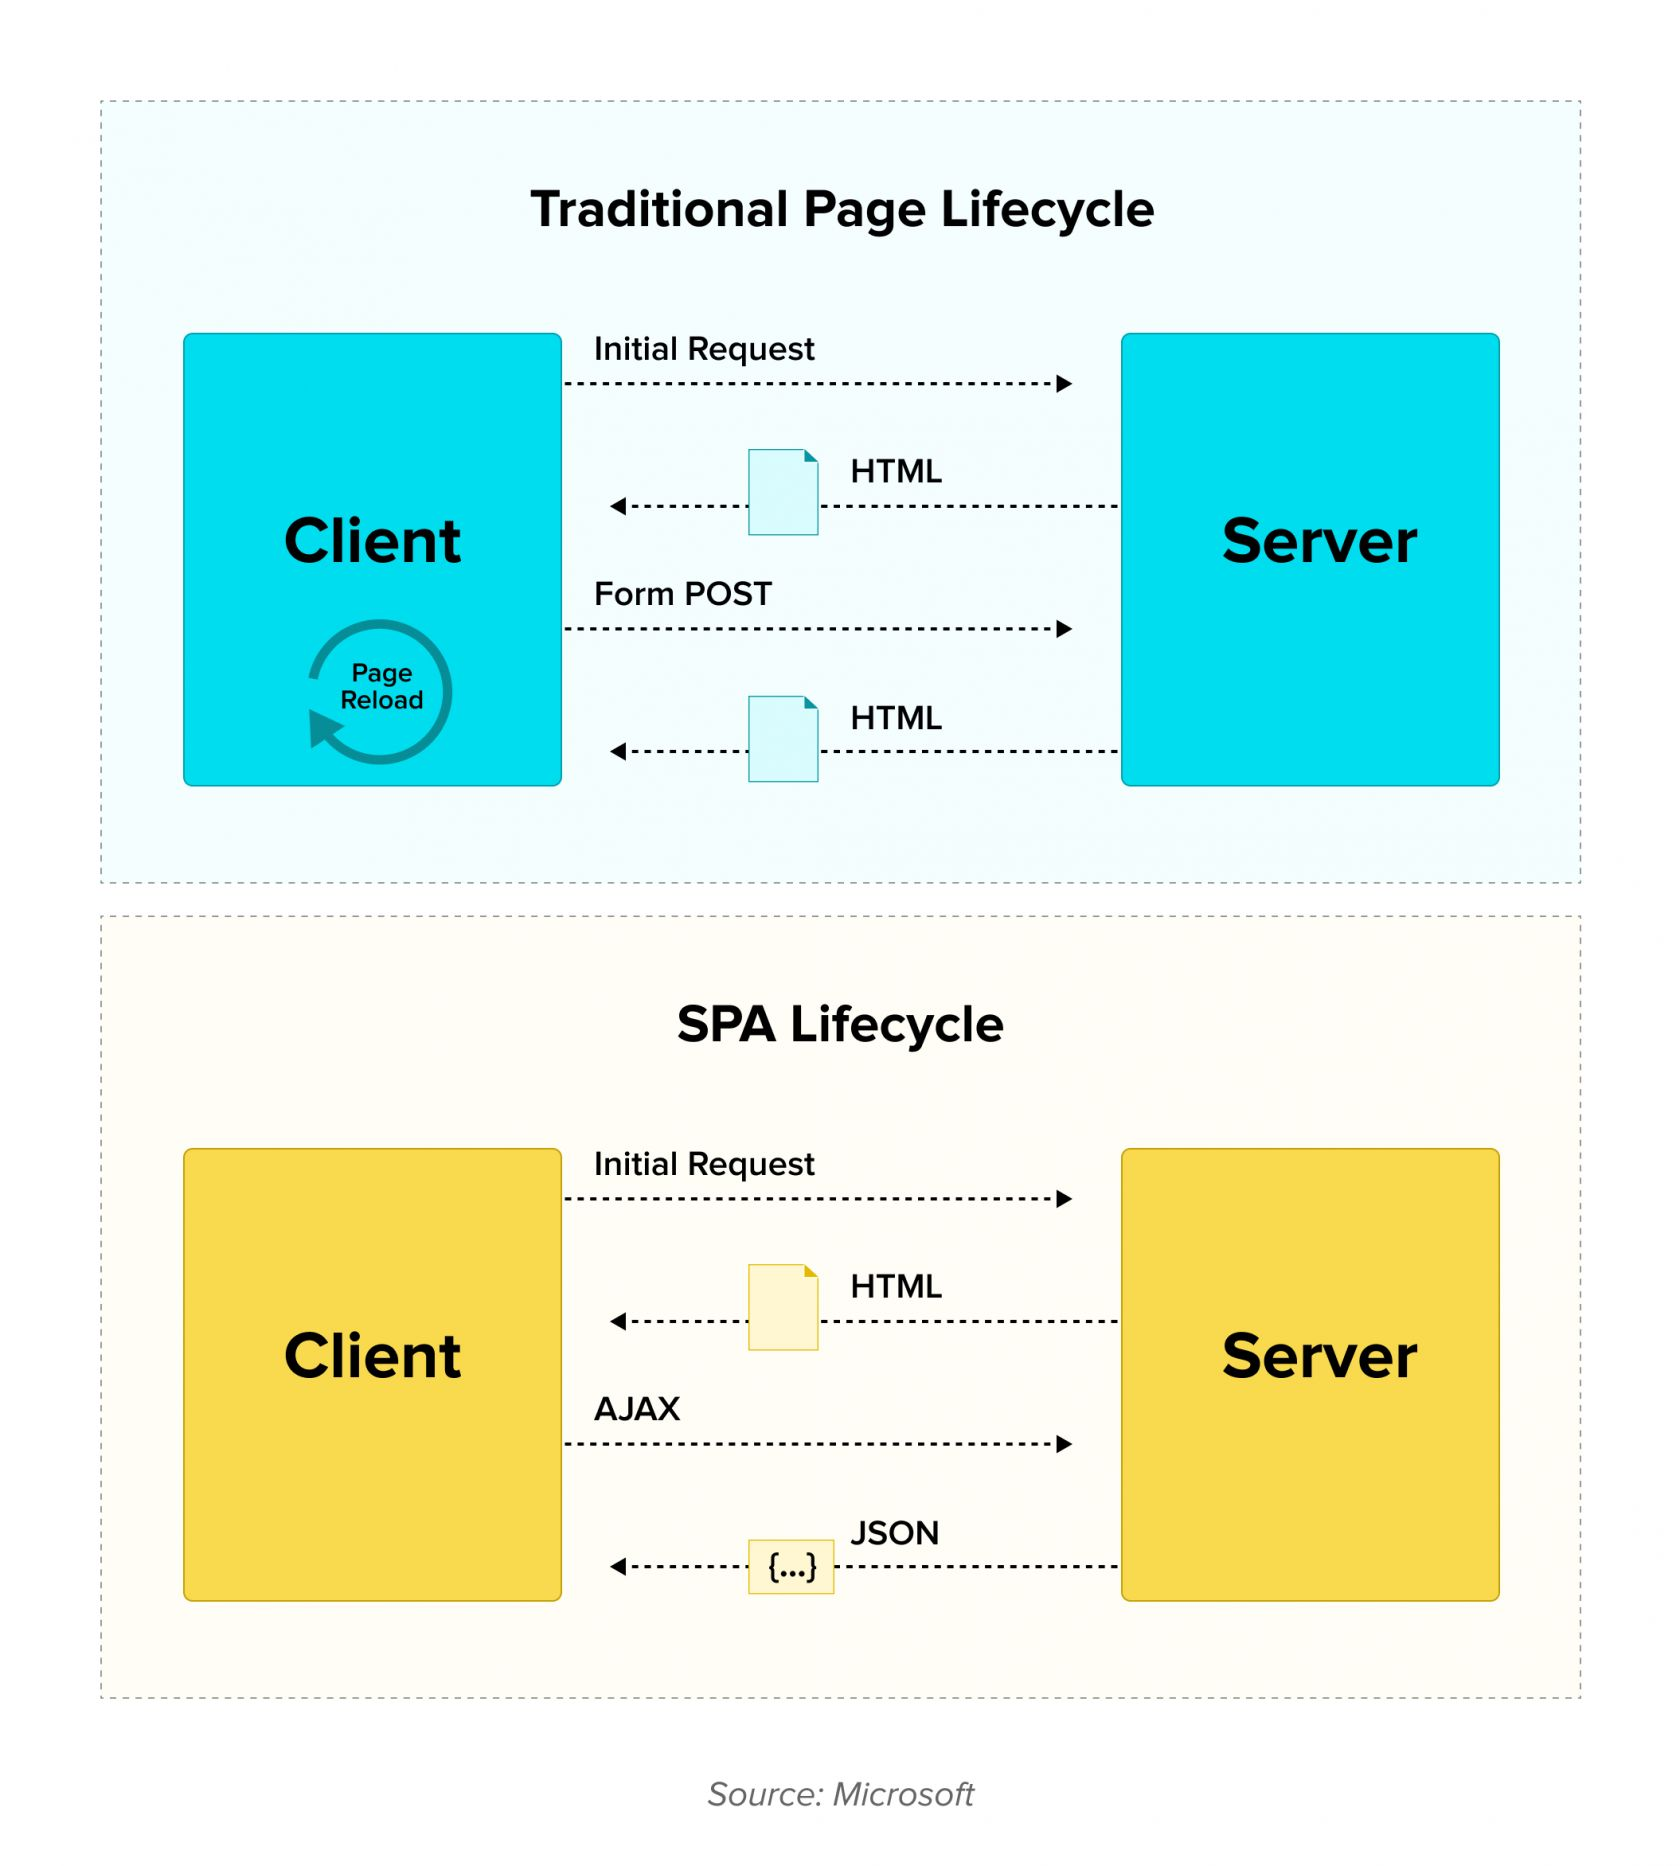 Traditional Page Lifecycle
Initial Request
HTML
Client
Server
Form POST
Page
Reload
HTML
SPA Lifecycle
Initial Request
HTML
Client
Server
AJAX
JSON
{...}
Source: Microsoft